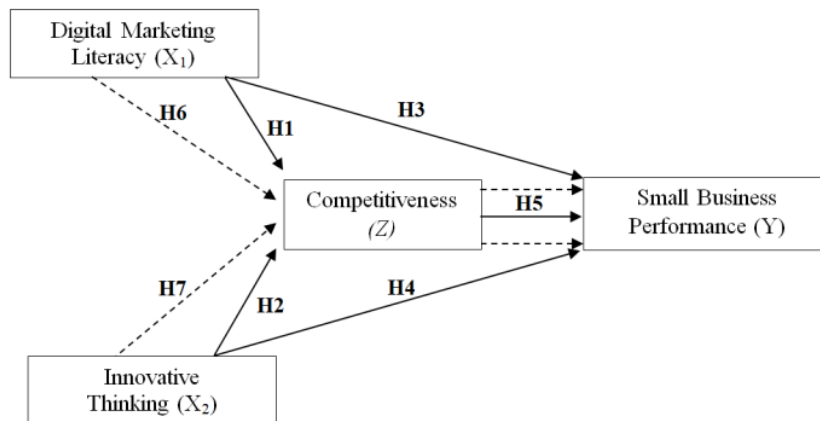 Digital Marketing
Literacy (X₁)
H6
H1
H3
Competitiveness
(Z)
H5
Small Business
Performance (Y)
H7
H2
H4
Innovative
Thinking (X₂)